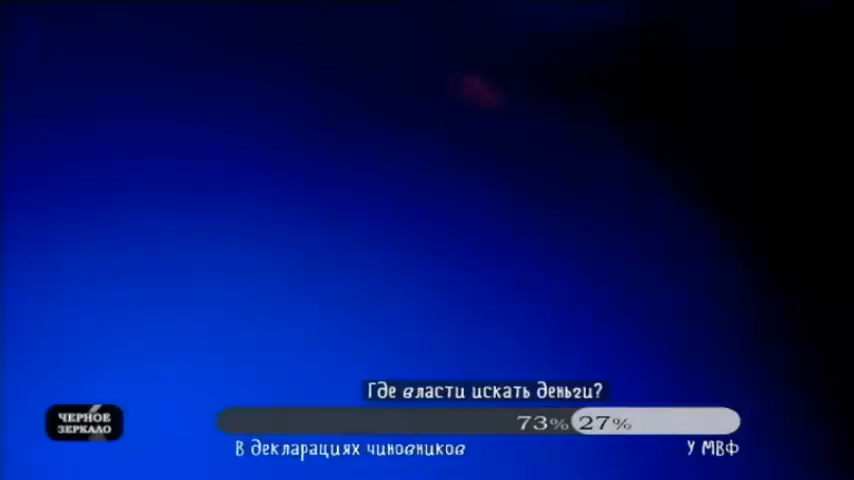 Где власти искать деньги?
ЧЕРНОЕ
ЗЕРКАЛО
73% 27%
В декларациях чиновников
У МВФ